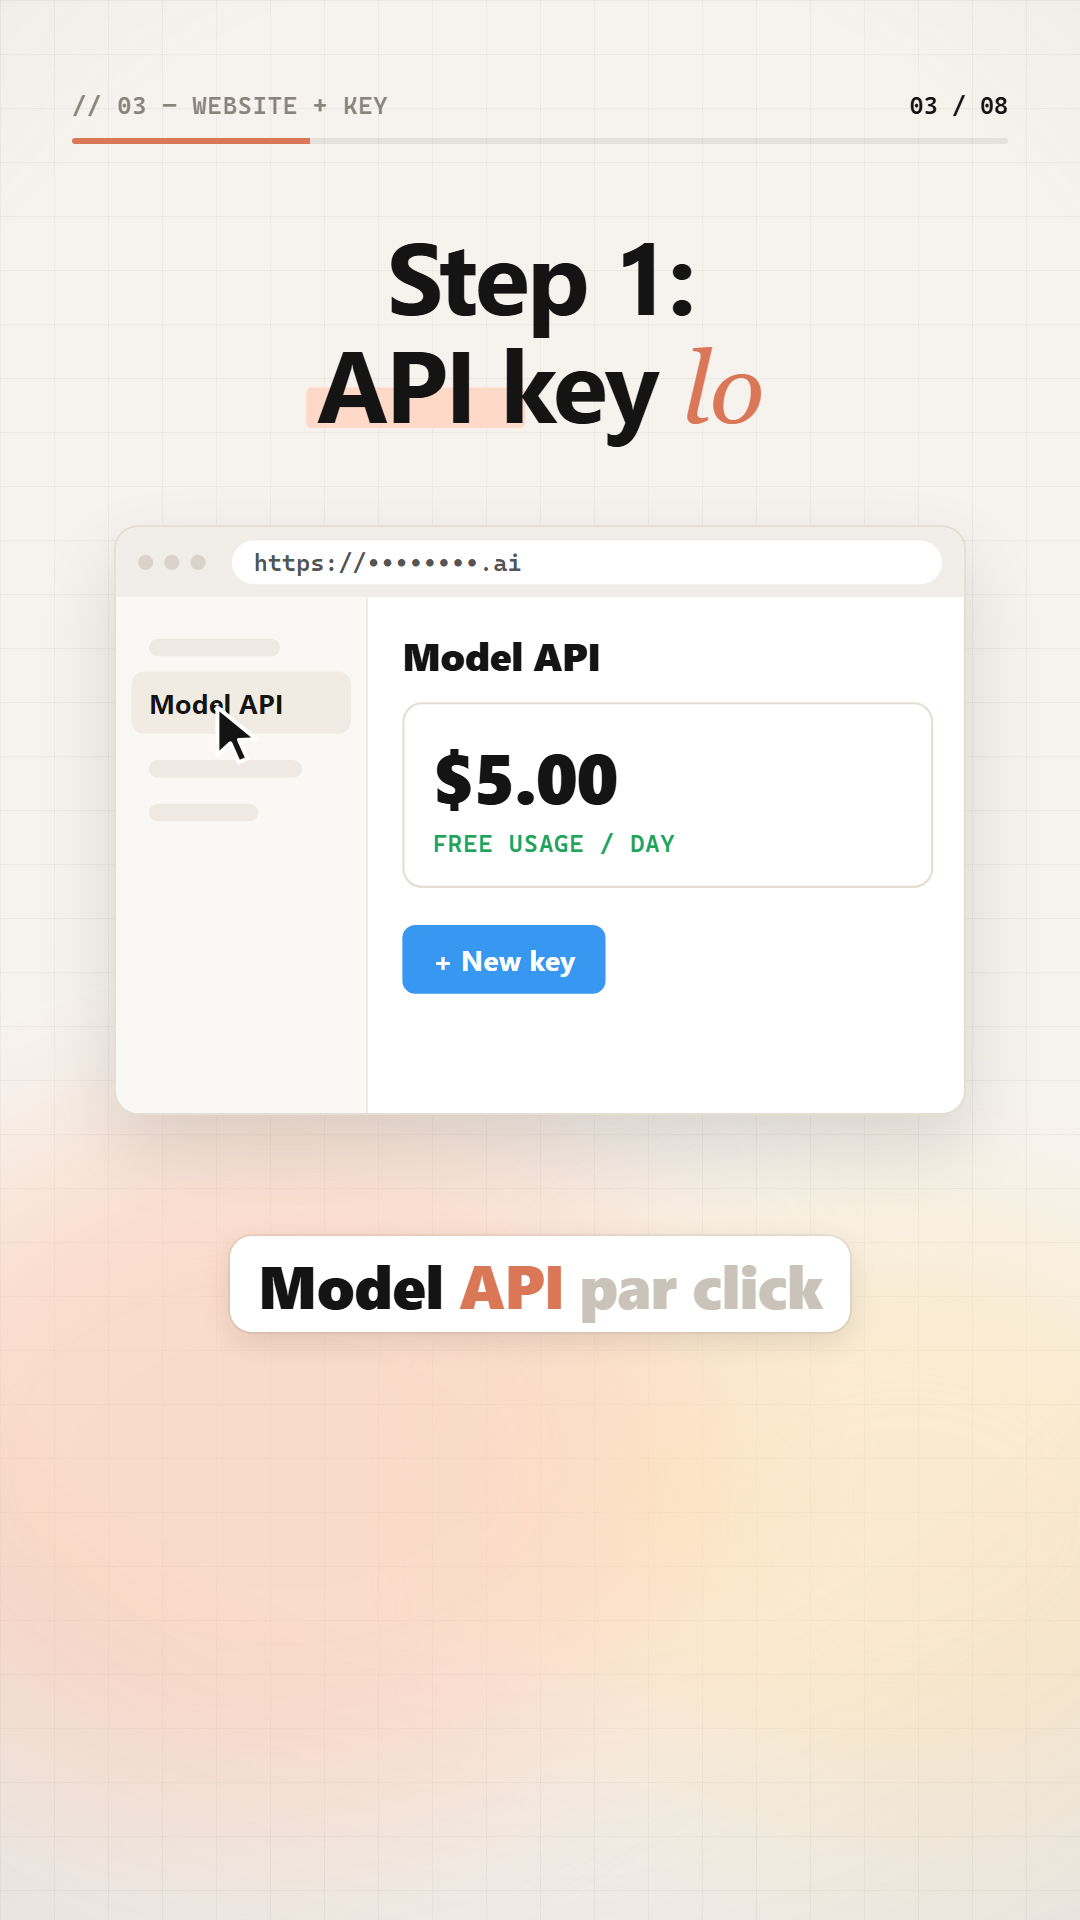 // 03 — WEBSITE + KEY
03 / 08
Step 1:
API key lo
https://••••••••.ai
Model API
Model API
$5.00
FREE USAGE / DAY
+ New key
Model API par click